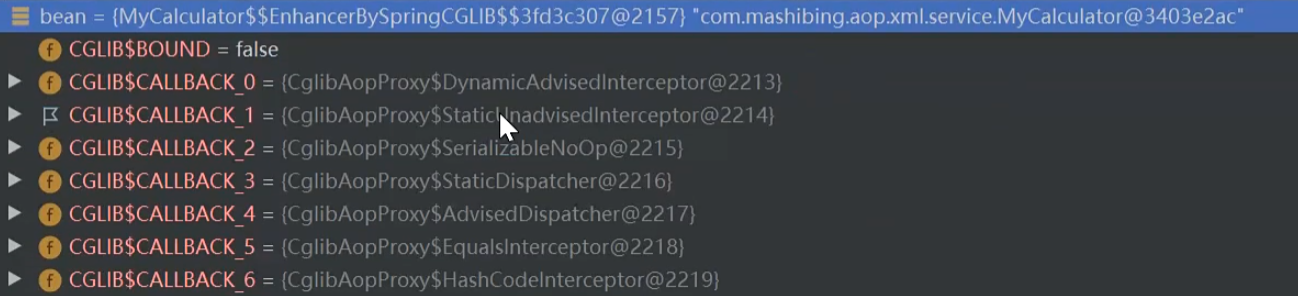 bean = {MyCalculator$$EnhancerBySpringCGLIB$$3fd3c307@2157} "com.mashibing.aop.xml.service.MyCalculator@3403e2ac"
f CGLIB$BOUND = false
f CGLIB$CALLBACK_0 = {CglibAopProxy$DynamicAdvisedInterceptor@2213}
CGLIB$CALLBACK_1 = {CglibAopProxy$StaticUnadvisedInterceptor@2214}
f CGLIB$CALLBACK_2 = {CglibAopProxy$SerializableNoOp@2215}
f CGLIB$CALLBACK_3 = {CglibAopProxy$StaticDispatcher@2216}
f CGLIB$CALLBACK_4 = {CglibAopProxy$AdvisedDispatcher@2217}
f CGLIB$CALLBACK_5 = {CglibAopProxy$EqualsInterceptor@2218}
f CGLIB$CALLBACK_6 = {CglibAopProxy$HashCodeInterceptor@2219}